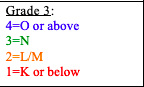 Grade 3:
4=O or above
3=N
2=L/M
1=K or below